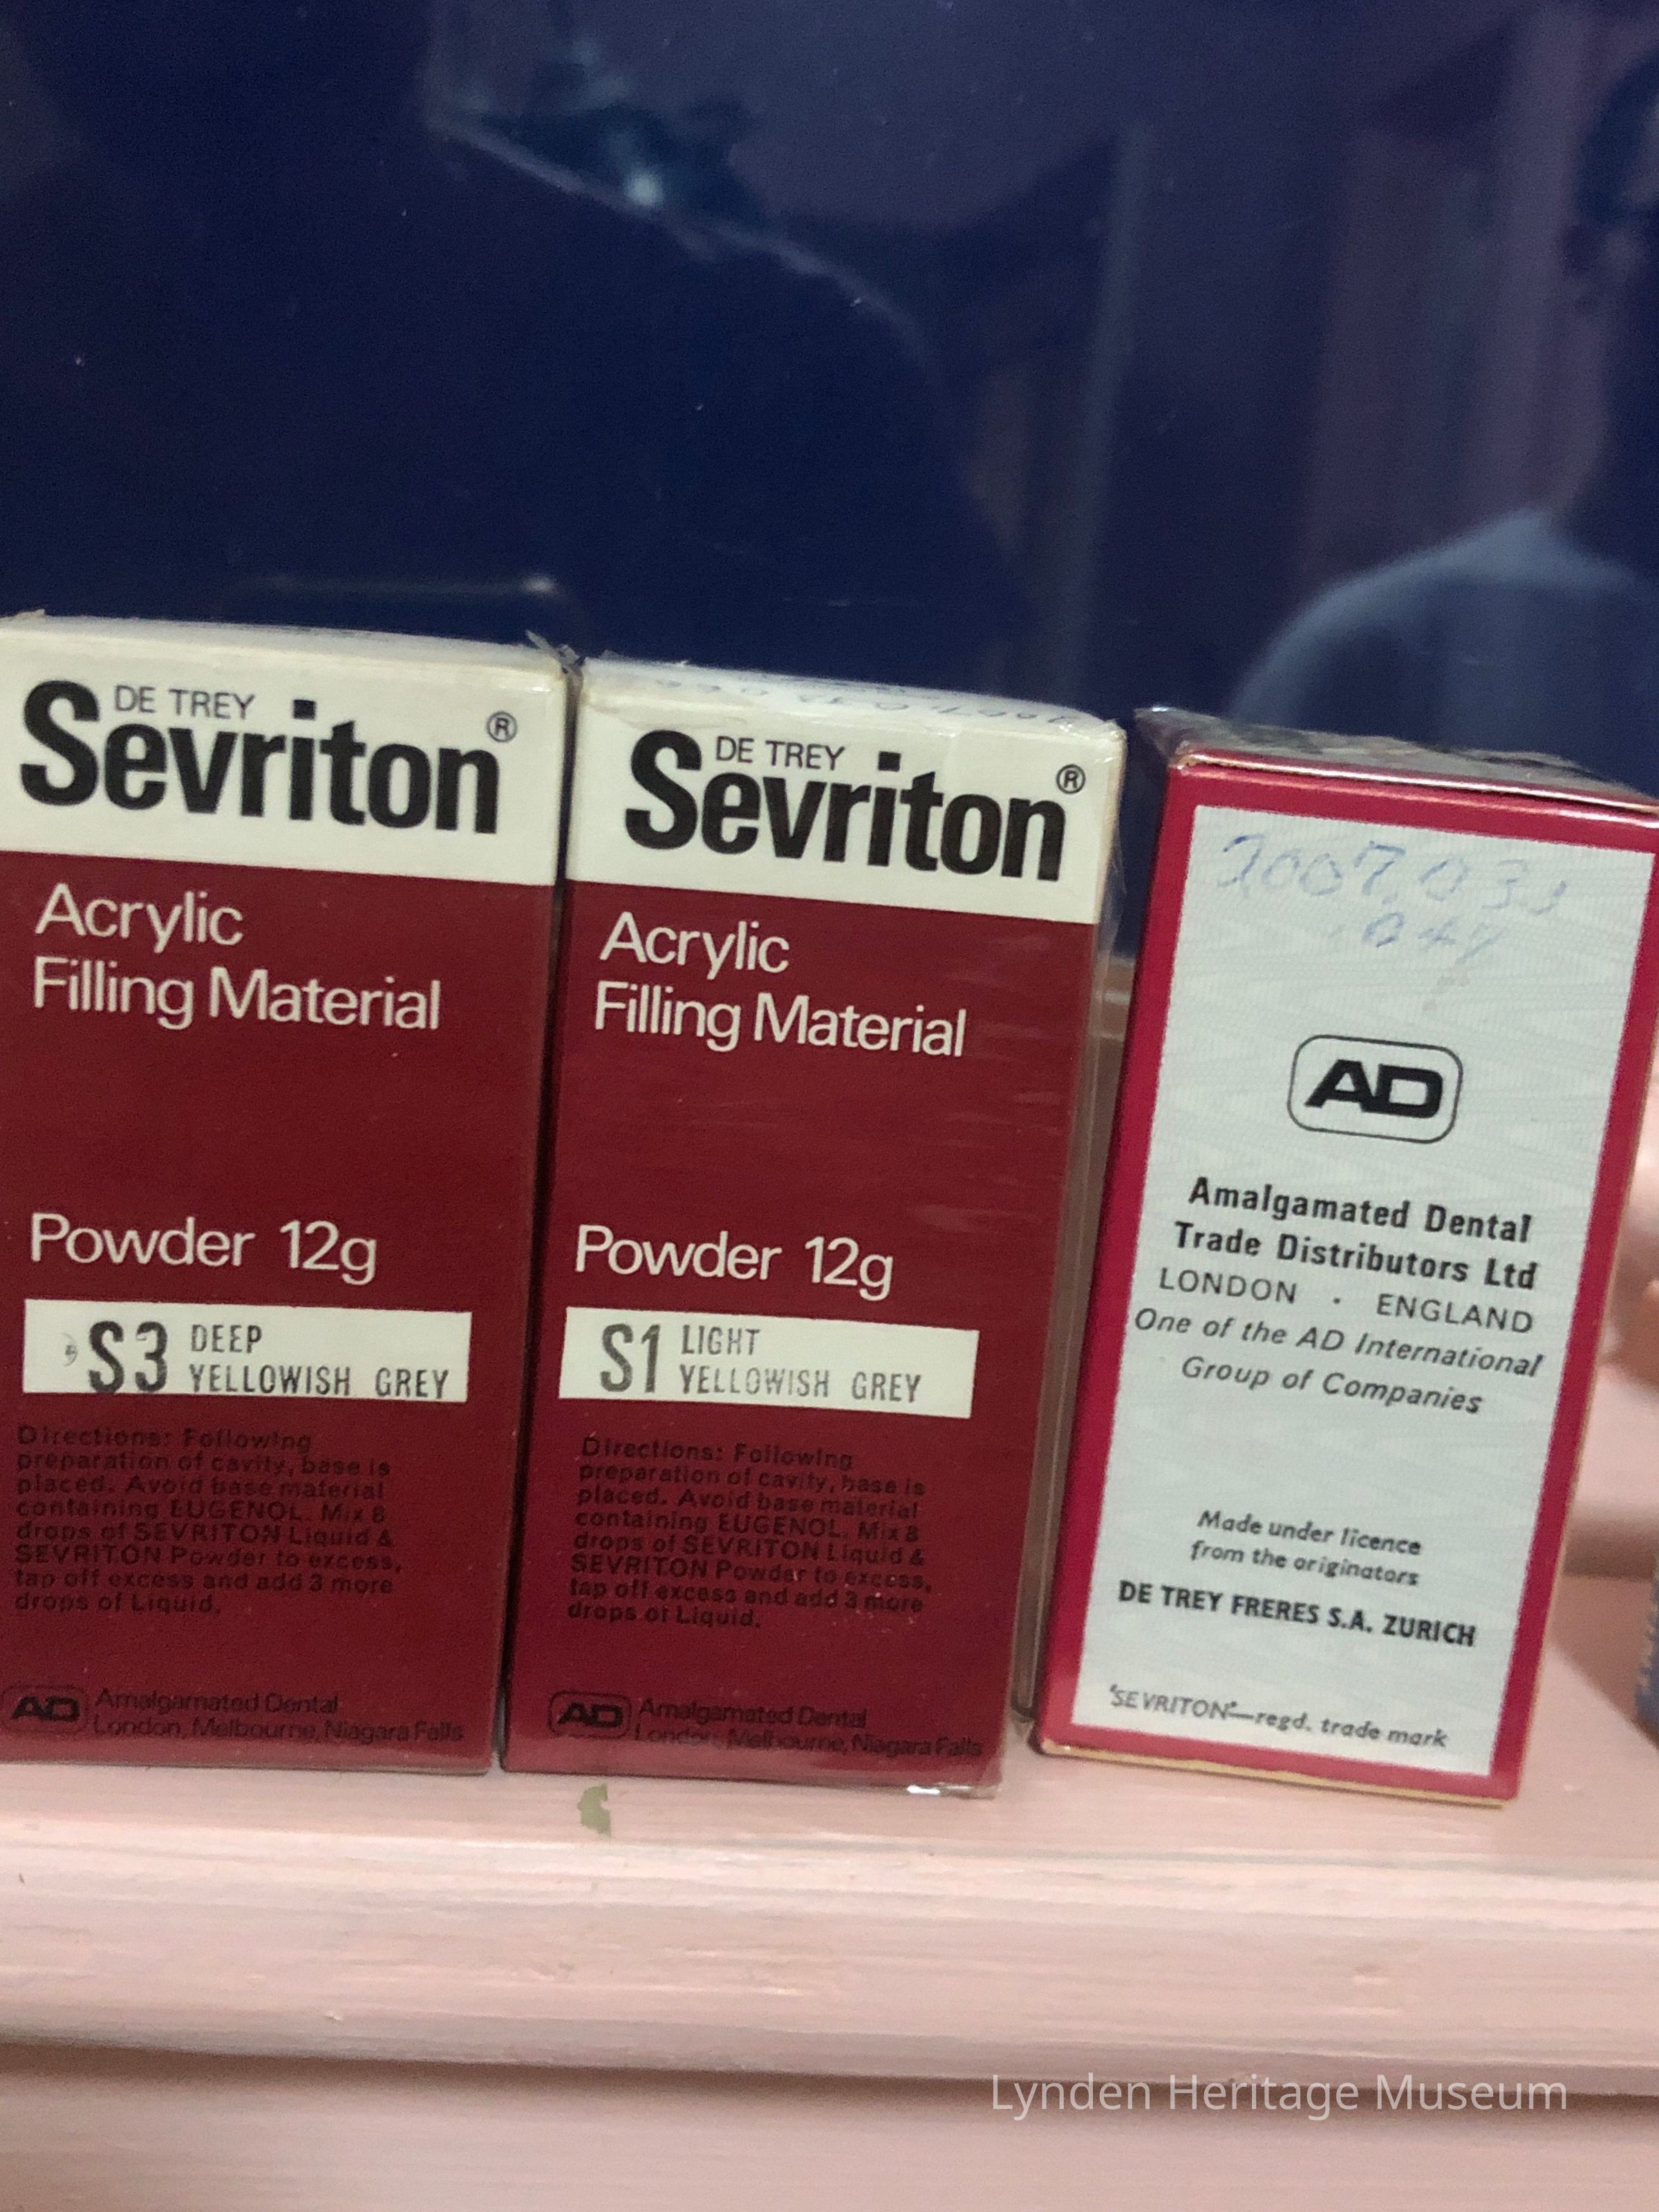 DE TREY
Sevriton®
Acrylic
Filling Material
Powder 12g
S3 DEEP
YELLOWISH GREY
Directions: Following
preparation of cavity, base is
placed. Avoid base material
containing EUGENOL. Mix 8
drops of SEVRITON Liquid &
SEVRITON Powder to excess,
tap off excess and add 3 more
drops of Liquid.
AD Amalgamated Dental
London, Melbourne, Niagara Falls
DE TREY
Sevriton®
Acrylic
Filling Material
Powder 12g
S1 LIGHT
YELLOWISH GREY
Directions: Following
preparation of cavity, base is
placed. Avoid base material
containing EUGENOL. Mix 8
drops of SEVRITON Liquid &
SEVRITON Powder to excess,
tap off excess and add 3 more
drops of Liquid.
AD Amalgamated Dental
London, Melbourne, Niagara Falls
AD
Amalgamated Dental
Trade Distributors Ltd
LONDON · ENGLAND
One of the AD International
Group of Companies
Made under licence
from the originators
DE TREY FRERES S.A. ZURICH
'SEVRITON'—regd. trade mark
Lynden Heritage Museum